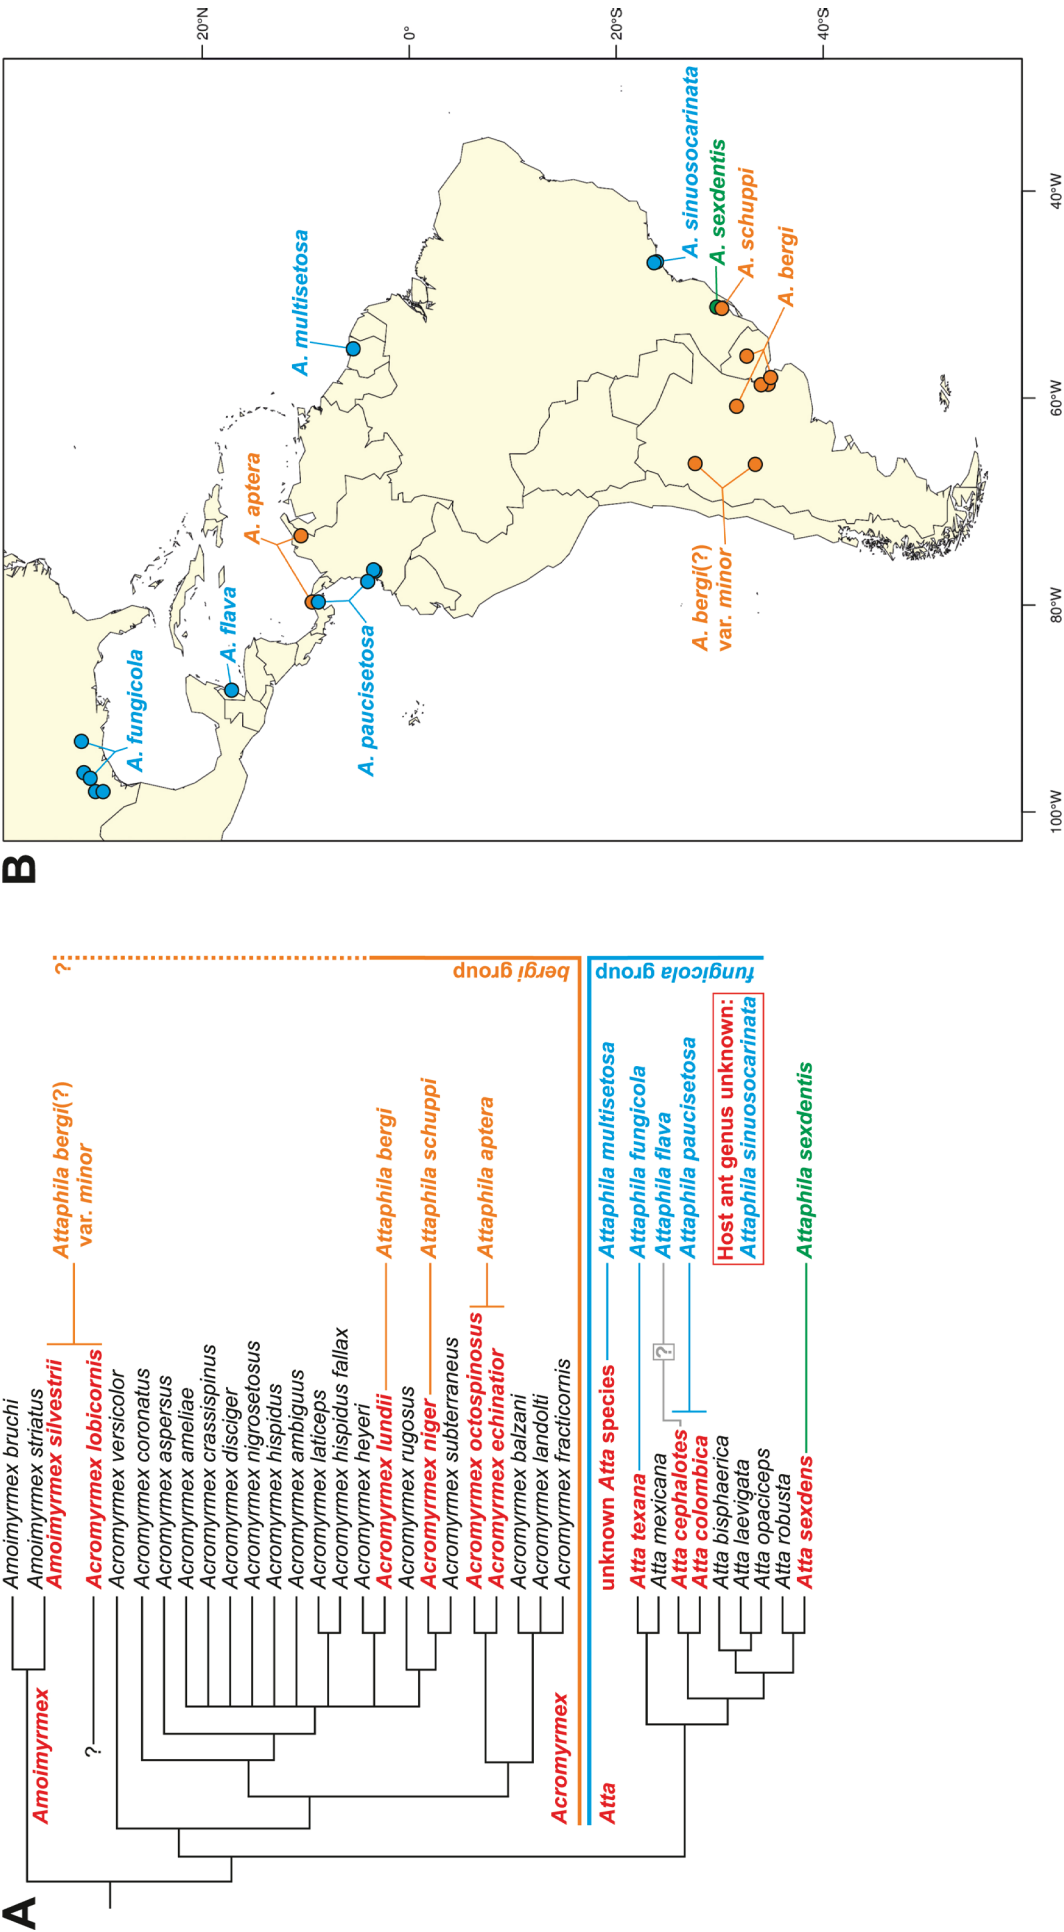 A
Amoimyrmex bruchi
Amoimyrmex striatus
Amoimyrmex silvestrii
Amoimyrmex
Attaphila bergi(?)
var. minor
?
Acromyrmex lobicornis
?
Acromyrmex versicolor
Acromyrmex coronatus
Acromyrmex aspersus
Acromyrmex ameliae
Acromyrmex crassispinus
Acromyrmex disciger
Acromyrmex nigrosetosus
Acromyrmex hispidus
Acromyrmex ambiguus
Acromyrmex laticeps
Acromyrmex hispidus fallax
Acromyrmex heyeri
Acromyrmex lundii
Attaphila bergi
Acromyrmex rugosus
Acromyrmex niger
Attaphila schuppi
Acromyrmex subterraneus
Acromyrmex octospinosus
Attaphila aptera
Acromyrmex echinatior
Acromyrmex balzani
Acromyrmex landolti
Acromyrmex fracticornis
Acromyrmex
bergi group
Atta
unknown Atta species
Attaphila multisetosa
fungicola group
Atta texana
Attaphila fungicola
Atta mexicana
?
Attaphila flava
Atta cephalotes
Attaphila paucisetosa
Atta colombica
Atta bisphaerica
Host ant genus unknown:
Attaphila sinuosocarinata
Atta laevigata
Atta opaciceps
Atta robusta
Atta sexdens
Attaphila sexdentis
B
20°N
0°
20°S
40°S
A. fungicola
A. flava
A. aptera
A. multisetosa
A. paucisetosa
A. sinuosocarinata
A. sexdentis
A. schuppi
A. bergi
A. bergi(?)
var. minor
100°W
80°W
60°W
40°W